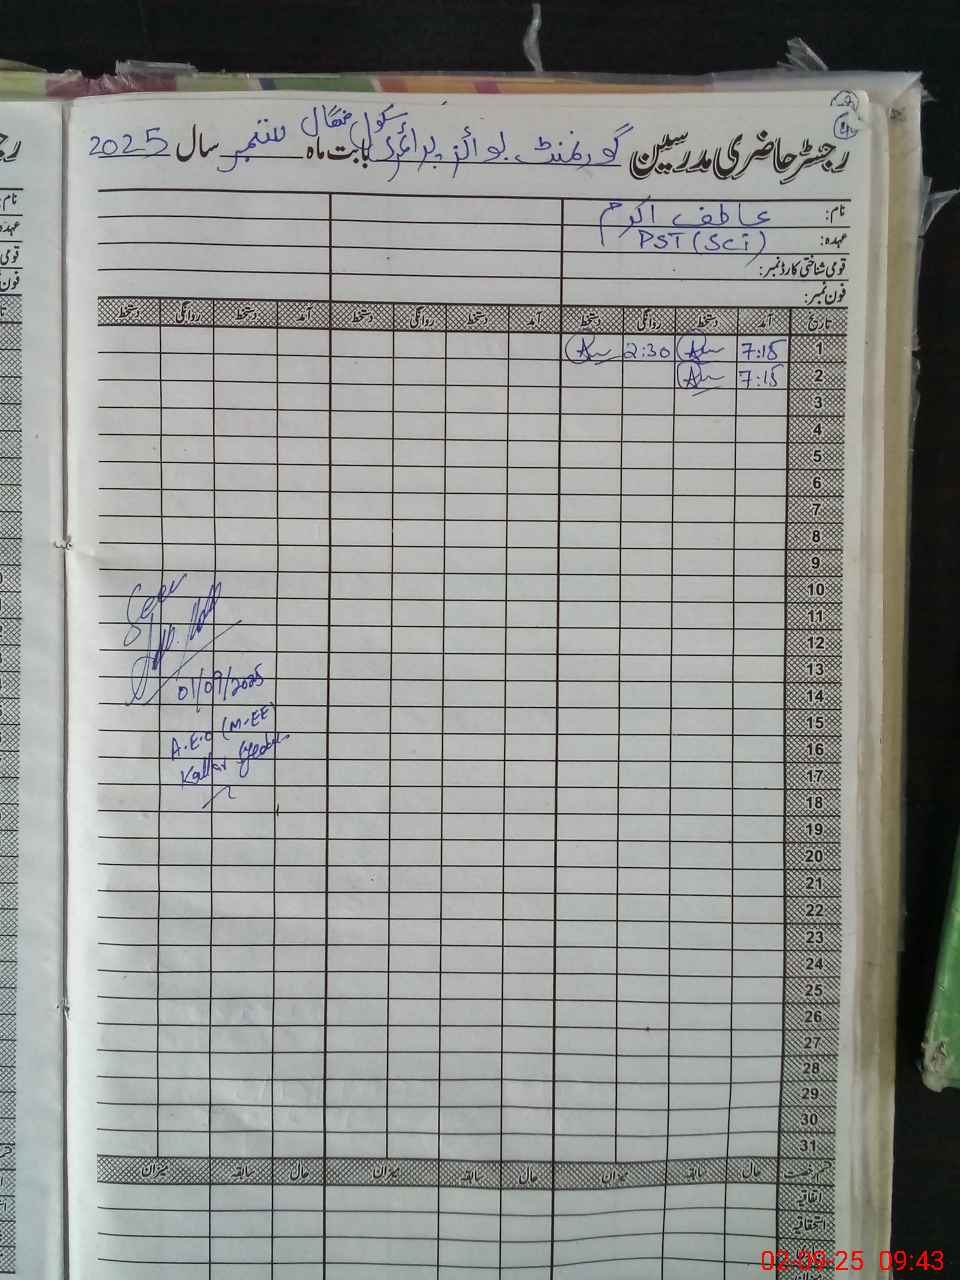 رجسٹر حاضری مدرسین گورنمنٹ بوائز پرائمری سکول بابت ماہ ستمبر سال 2025
نام: عاطف اکرم
عہدہ: PST (Sci)
قومی شناختی کارڈ نمبر:
فون نمبر:
تاریخ آمد دستخط روانگی دستخط آمد دستخط روانگی دستخط آمد دستخط روانگی دستخط
1 7:15 2:30
2 7:15
3
4
5
6
7
8
9
10
11
12
13
14
15
16
17
18
19
20
21
22
23
24
25
26
27
28
29
30
31
Seen
01/09/2025
A.E.O (M-EE)
Kallar
قسم رخصت حال سابقہ میزان حال سابقہ میزان حال سابقہ میزان
اتفاقیہ
استحقاقیہ
02-09-25 09:43